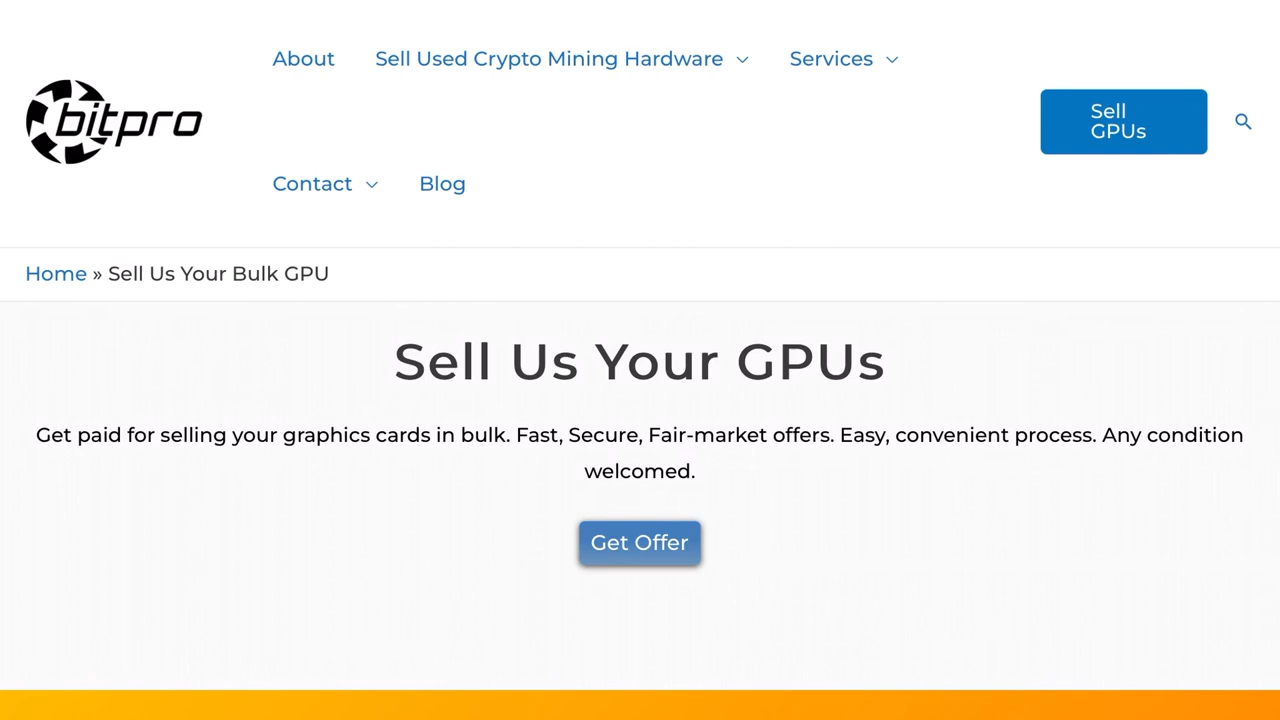 bitpro
About
Sell Used Crypto Mining Hardware
Services
Contact
Blog
Sell
GPUs
Home » Sell Us Your Bulk GPU
Sell Us Your GPUs
Get paid for selling your graphics cards in bulk. Fast, Secure, Fair-market offers. Easy, convenient process. Any condition
welcomed.
Get Offer